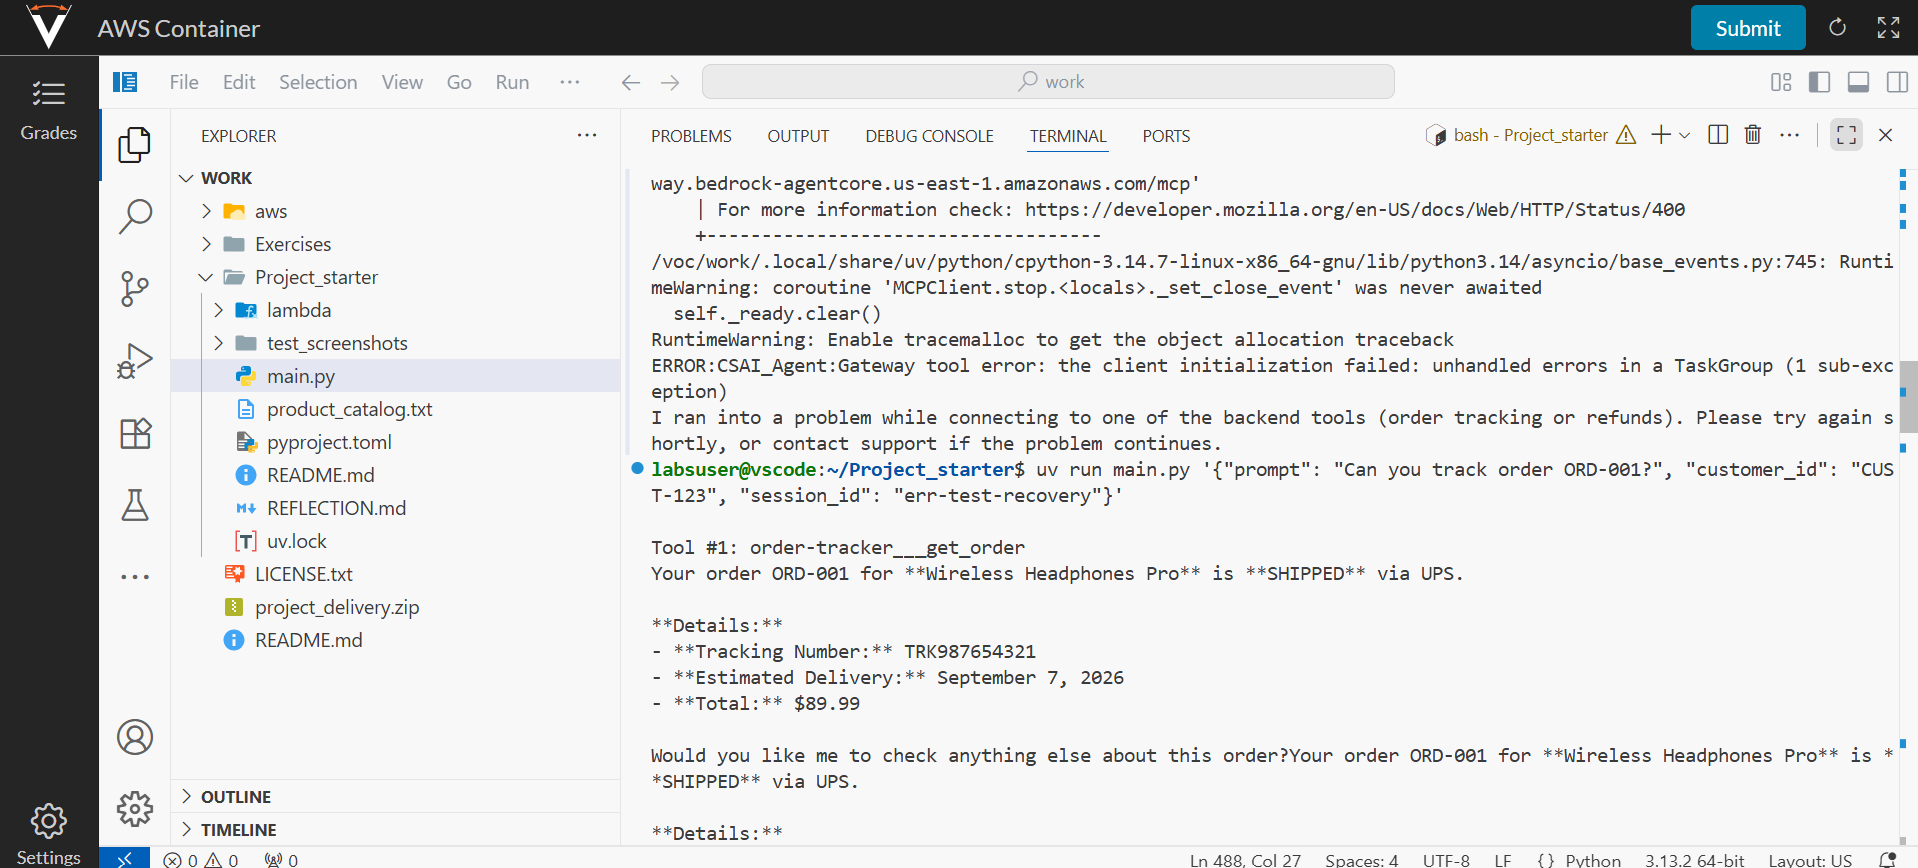 AWS Container
Submit
Grades
File Edit Selection View Go Run ...
work
EXPLORER
PROBLEMS OUTPUT DEBUG CONSOLE TERMINAL PORTS
bash - Project_starter
WORK
aws
Exercises
Project_starter
lambda
test_screenshots
main.py
product_catalog.txt
pyproject.toml
README.md
REFLECTION.md
uv.lock
LICENSE.txt
project_delivery.zip
README.md
OUTLINE
TIMELINE
Settings
way.bedrock-agentcore.us-east-1.amazonaws.com/mcp'
| For more information check: https://developer.mozilla.org/en-US/docs/Web/HTTP/Status/400
+------------------------------------
/voc/work/.local/share/uv/python/cpython-3.14.7-linux-x86_64-gnu/lib/python3.14/asyncio/base_events.py:745: Runti
meWarning: coroutine 'MCPClient.stop.<locals>._set_close_event' was never awaited
self._ready.clear()
RuntimeWarning: Enable tracemalloc to get the object allocation traceback
ERROR:CSAI_Agent:Gateway tool error: the client initialization failed: unhandled errors in a TaskGroup (1 sub-exc
eption)
I ran into a problem while connecting to one of the backend tools (order tracking or refunds). Please try again s
hortly, or contact support if the problem continues.
labsuser@vscode:~/Project_starter$ uv run main.py '{"prompt": "Can you track order ORD-001?", "customer_id": "CUS
T-123", "session_id": "err-test-recovery"}'
Tool #1: order-tracker___get_order
Your order ORD-001 for **Wireless Headphones Pro** is **SHIPPED** via UPS.
**Details:**
- **Tracking Number:** TRK987654321
- **Estimated Delivery:** September 7, 2026
- **Total:** $89.99
Would you like me to check anything else about this order?Your order ORD-001 for **Wireless Headphones Pro** is *
*SHIPPED** via UPS.
**Details:**
0 0 0
Ln 488, Col 27 Spaces: 4 UTF-8 LF {} Python 3.13.2 64-bit Layout: US